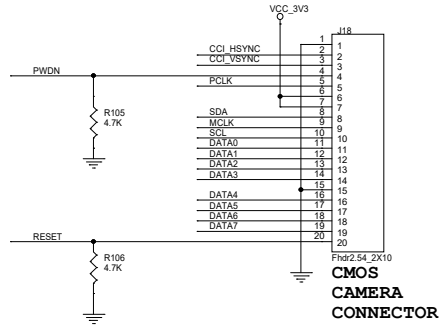 VCC_3V3
J18
1 1
CCI_HSYNC 2 2
CCI_VSYNC 3 3
PWDN 4 4
PCLK 5 5
6 6
7 7
SDA 8 8
MCLK 9 9
SCL 10 10
DATA0 11 11
DATA1 12 12
DATA2 13 13
DATA3 14 14
15 15
DATA4 16 16
DATA5 17 17
DATA6 18 18
DATA7 19 19
RESET 20 20
R105
4.7K
R106
4.7K
Fhdr2.54_2X10
CMOS
CAMERA
CONNECTOR